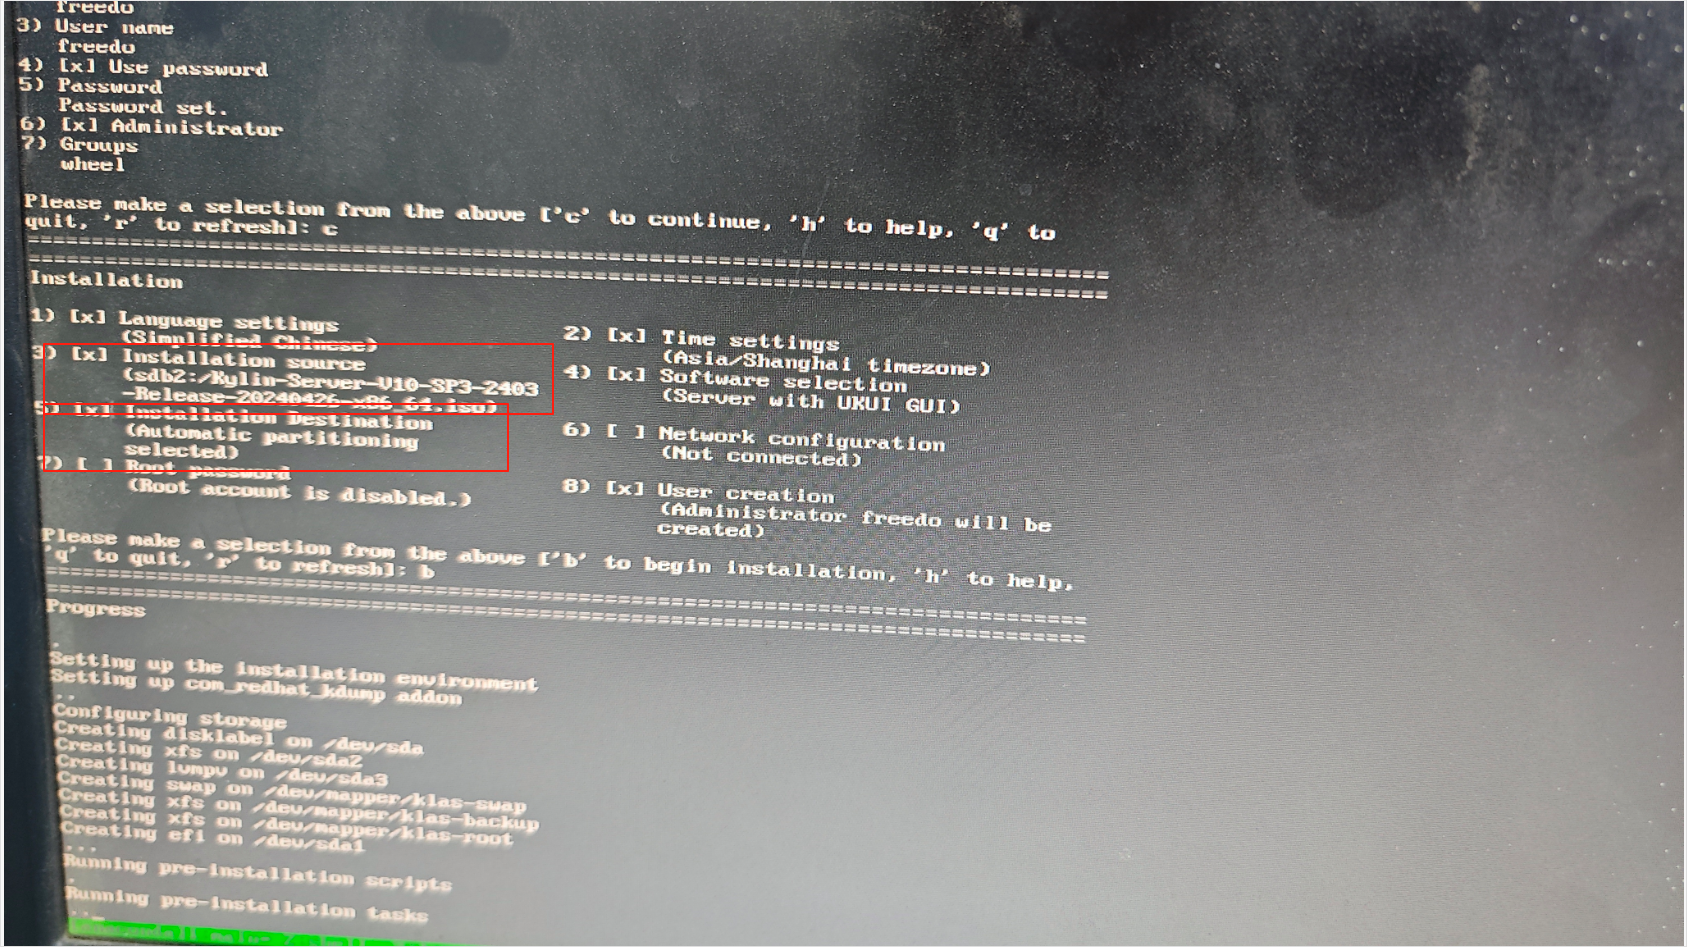 freedo
3) User name
freedo
4) [x] Use password
5) Password
Password set.
6) [x] Administrator
7) Groups
wheel
Please make a selection from the above ['c' to continue, 'h' to help, 'q' to
quit, 'r' to refresh]: c
================================================================================
================================================================================
Installation
1) [x] Language settings
(Simplified Chinese)
2) [x] Time settings
(Asia/Shanghai timezone)
3) [x] Installation source
(sdb2:/Kylin-Server-V10-SP3-2403
-Release-20240426-x86_64.iso)
4) [x] Software selection
(Server with UKUI GUI)
5) [x] Installation Destination
(Automatic partitioning
selected)
6) [ ] Network configuration
(Not connected)
7) [ ] Root password
(Root account is disabled.)
8) [x] User creation
(Administrator freedo will be
created)
Please make a selection from the above ['b' to begin installation, 'h' to help,
'q' to quit, 'r' to refresh]: b
================================================================================
================================================================================
Progress
.
Setting up the installation environment
Setting up com_redhat_kdump addon
..
Configuring storage
Creating disklabel on /dev/sda
Creating xfs on /dev/sda2
Creating lvmpv on /dev/sda3
Creating swap on /dev/mapper/klas-swap
Creating xfs on /dev/mapper/klas-backup
Creating xfs on /dev/mapper/klas-root
Creating efi on /dev/sda1
...
Running pre-installation scripts
.
Running pre-installation tasks
.._